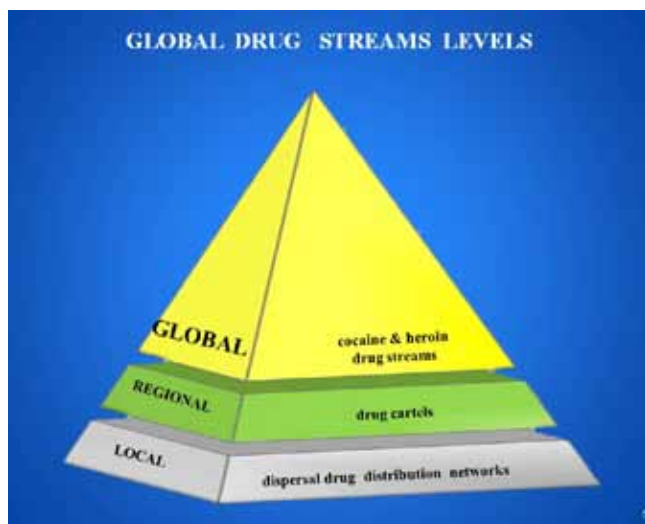 GLOBAL DRUG STREAMS LEVELS
GLOBAL
cocaine & heroin
drug streams
REGIONAL
drug cartels
LOCAL
dispersal drug distribution networks